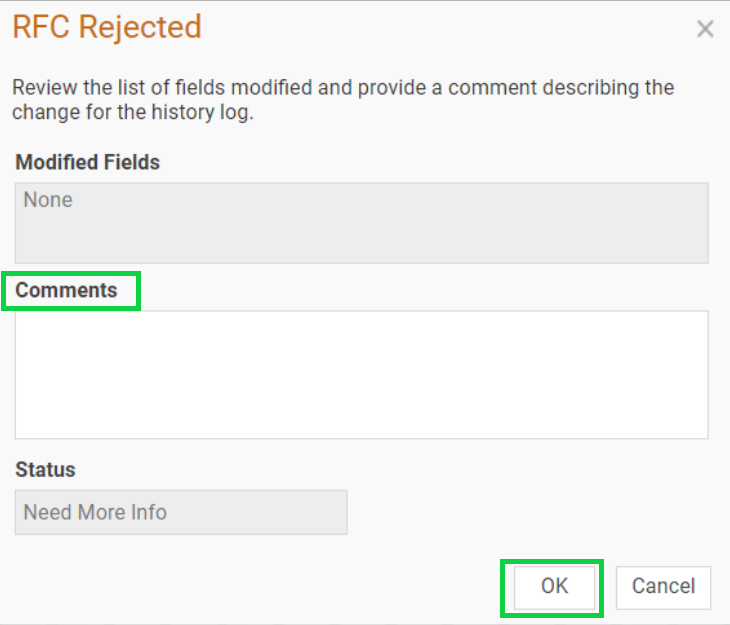 RFC Rejected
Review the list of fields modified and provide a comment describing the
change for the history log.
Modified Fields
None
Comments
Status
Need More Info
OK Cancel